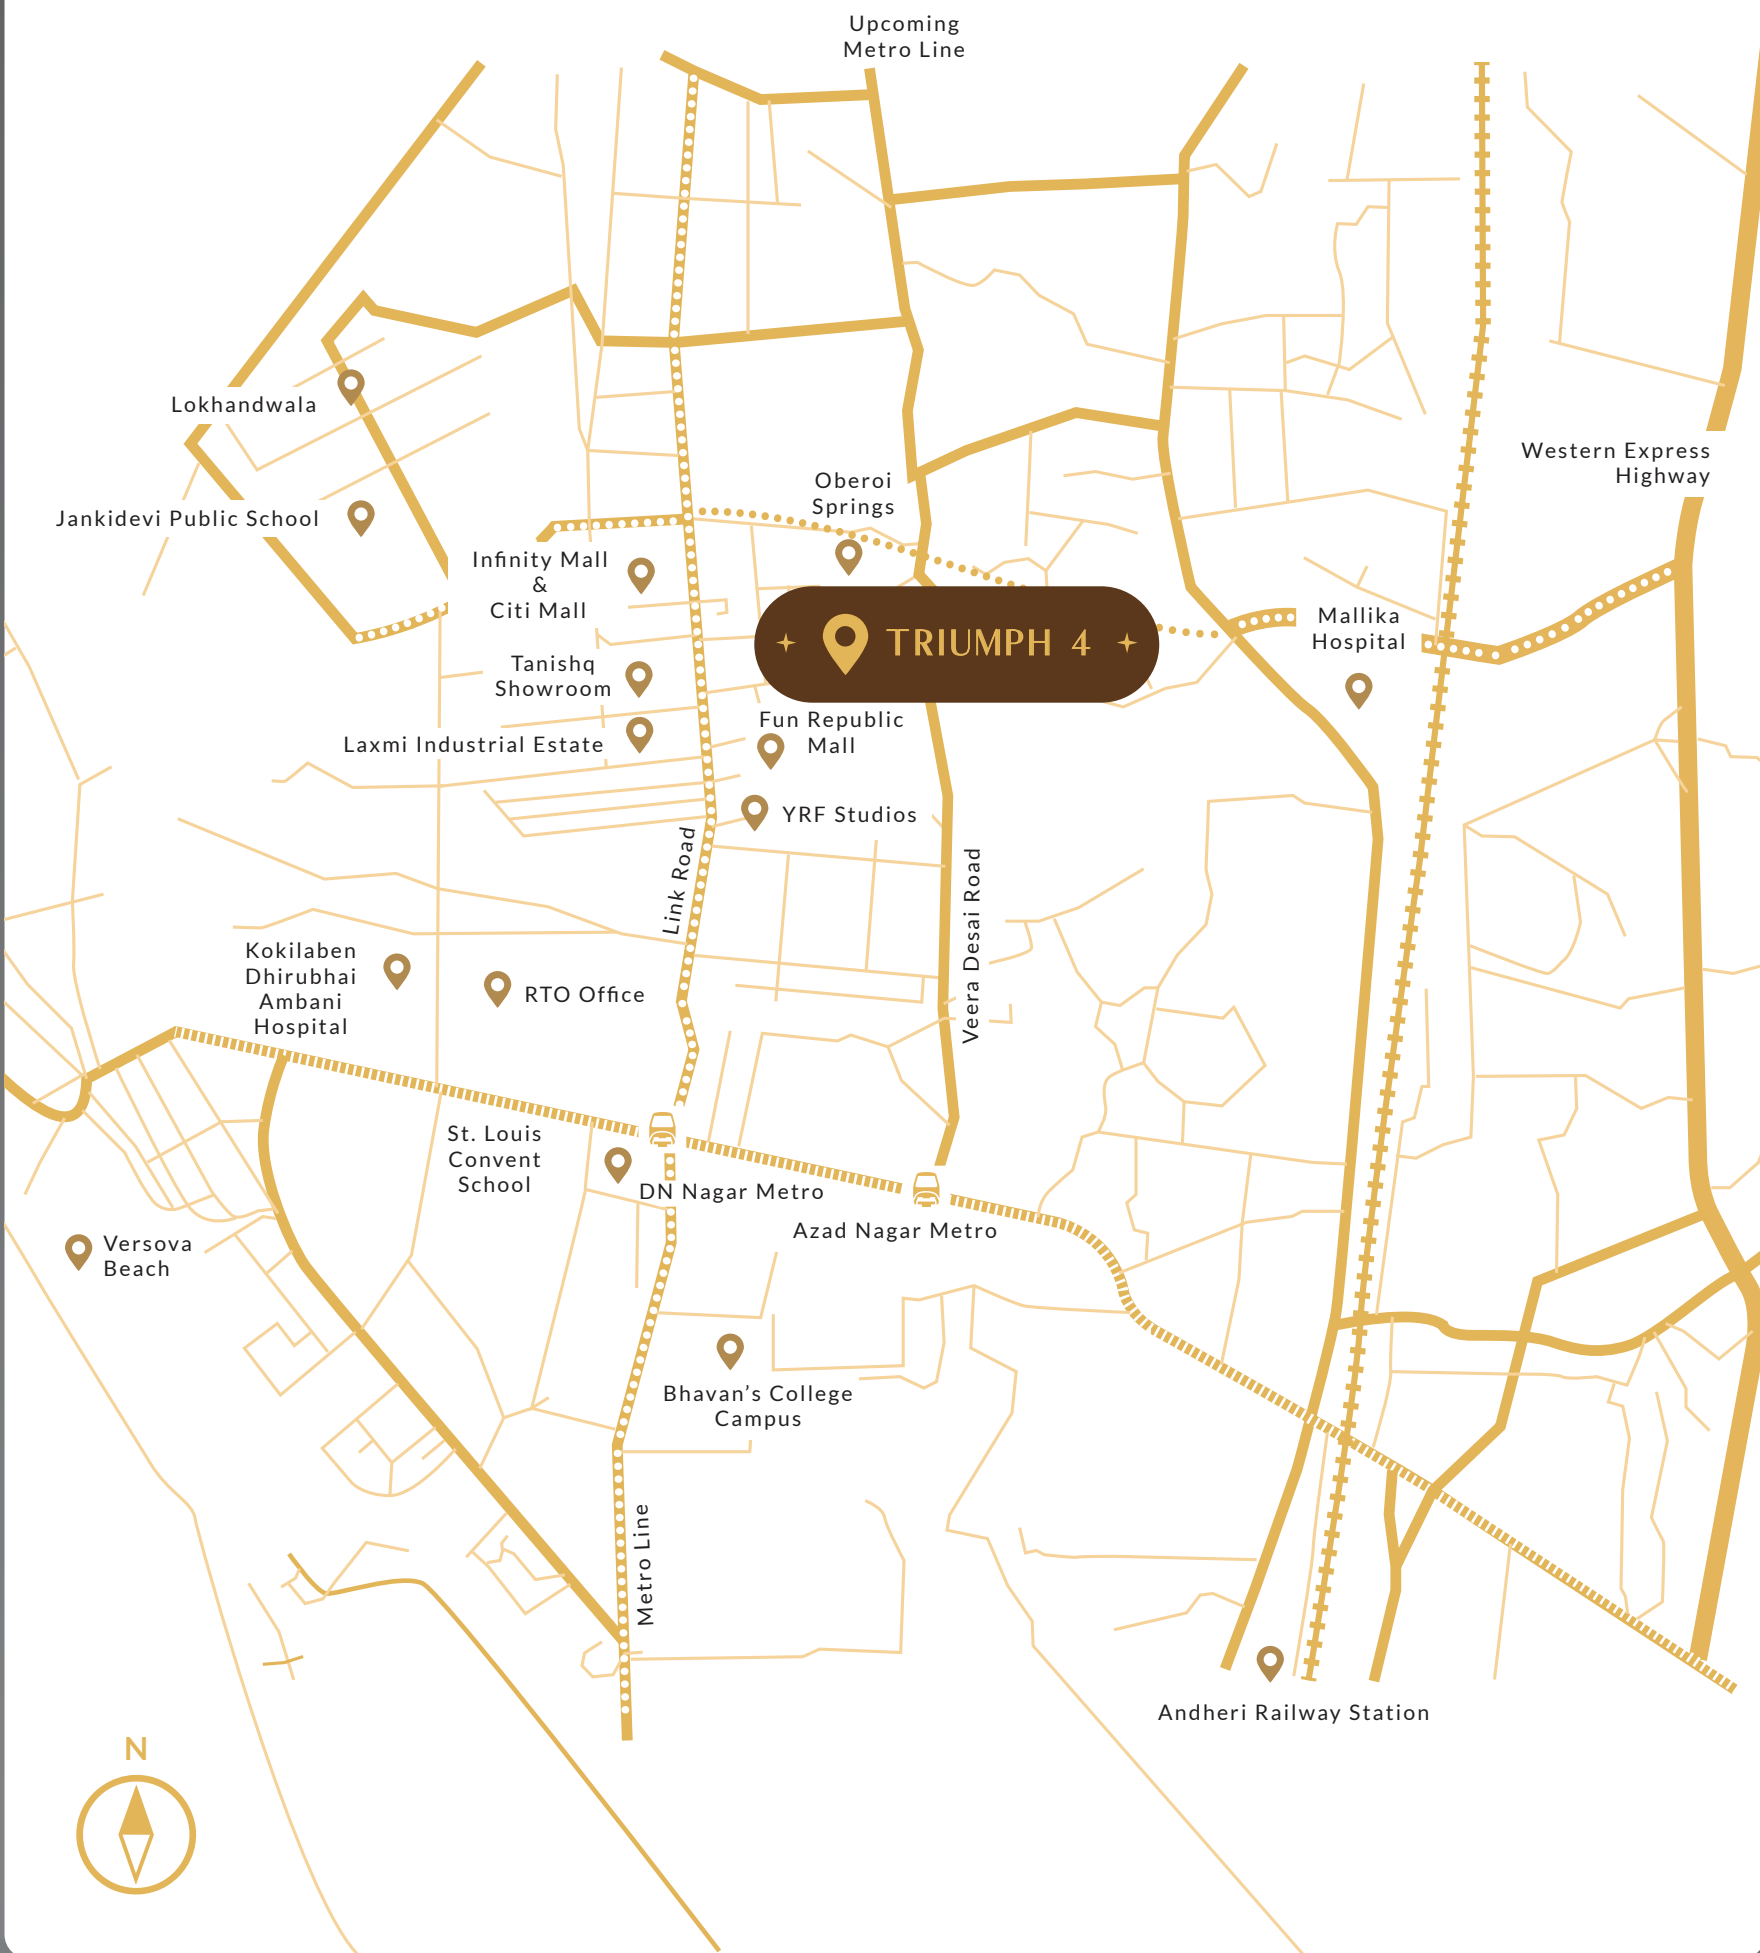 Upcoming
Metro Line
Lokhandwala
Western Express
Highway
Oberoi
Springs
Jankidevi Public School
Infinity Mall
&
Citi Mall
Mallika
Hospital
TRIUMPH 4
Tanishq
Showroom
Fun Republic
Mall
Laxmi Industrial Estate
YRF Studios
Link Road
Veera Desai Road
Kokilaben
Dhirubhai
Ambani
Hospital
RTO Office
St. Louis
Convent
School
DN Nagar Metro
Azad Nagar Metro
Versova
Beach
Bhavan’s College
Campus
Metro Line
Andheri Railway Station
N